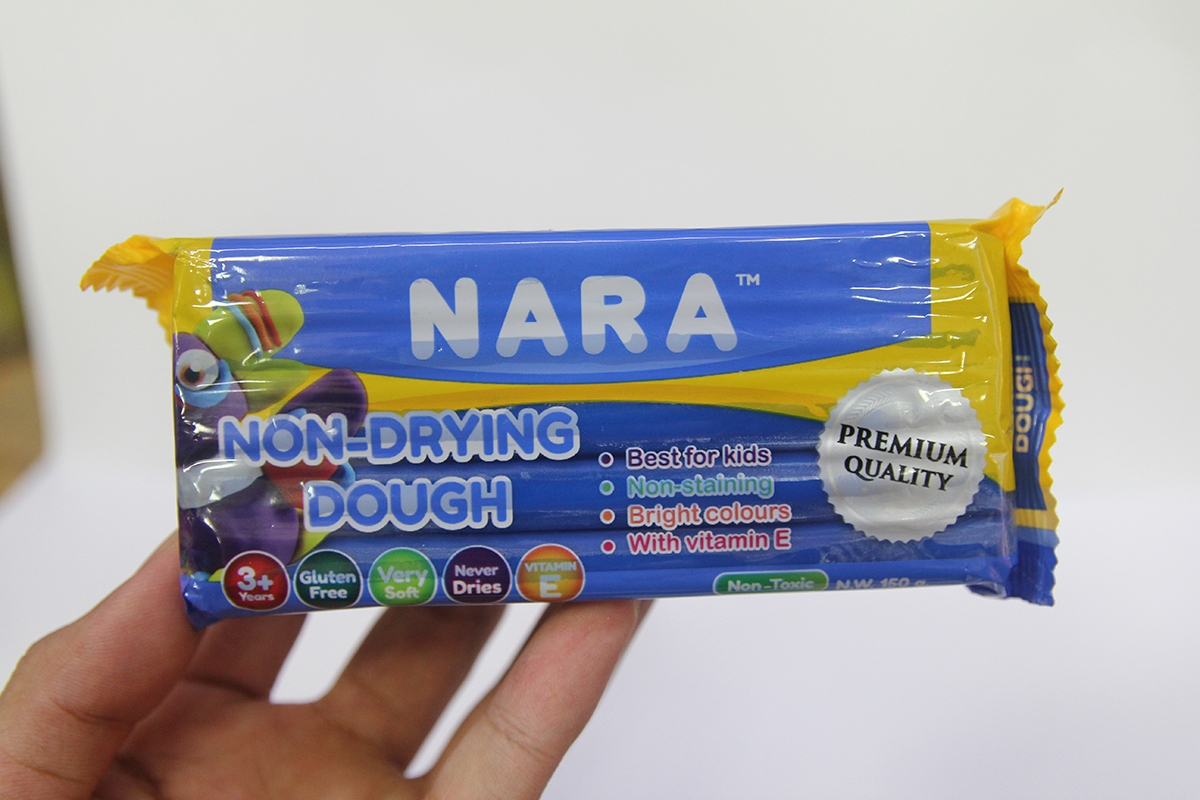 NARA™
NON-DRYING
DOUGH
• Best for kids
• Non-staining
• Bright colours
• With vitamin E
PREMIUM
QUALITY
3+
Years
Gluten
Free
Very
Soft
Never
Dries
VITAMIN
E
Non-Toxic
N.W. 150 g
DOUGH